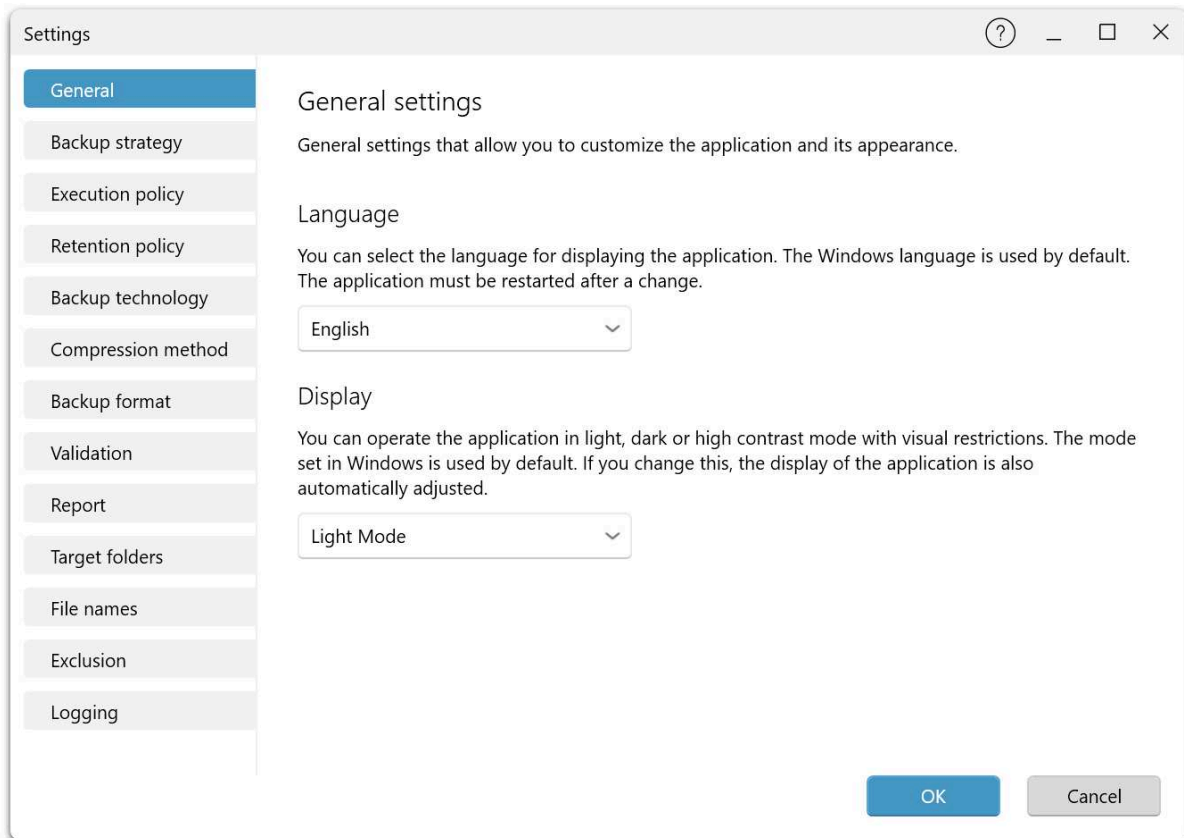 Settings
?
General
Backup strategy
Execution policy
Retention policy
Backup technology
Compression method
Backup format
Validation
Report
Target folders
File names
Exclusion
Logging
General settings
General settings that allow you to customize the application and its appearance.
Language
You can select the language for displaying the application. The Windows language is used by default.
The application must be restarted after a change.
English
Display
You can operate the application in light, dark or high contrast mode with visual restrictions. The mode
set in Windows is used by default. If you change this, the display of the application is also
automatically adjusted.
Light Mode
OK
Cancel